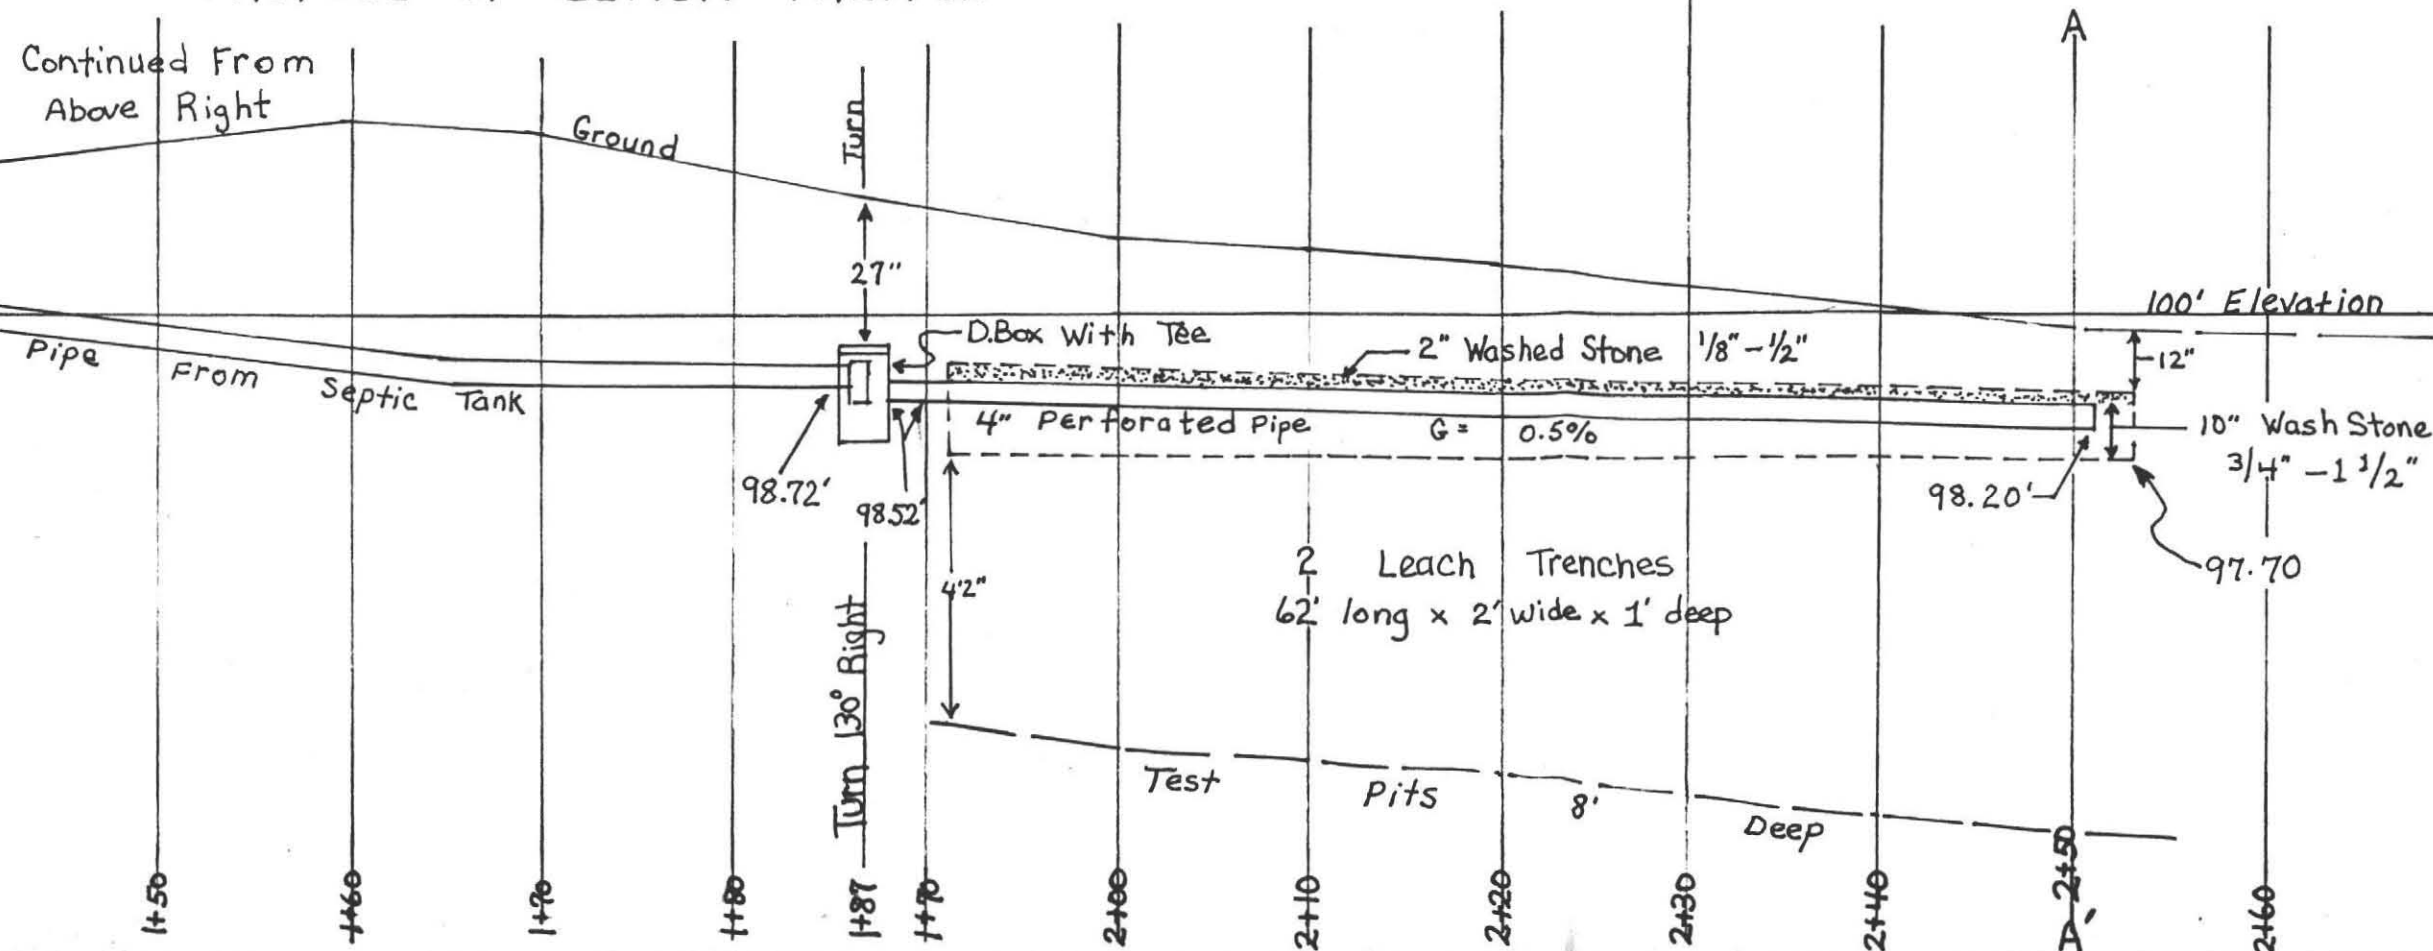 Continued From
Above Right
Ground
Turn
27"
100' Elevation
D.Box With Tee
2" Washed Stone 1/8" - 1/2"
12"
Pipe From Septic Tank
4" Perforated Pipe G = 0.5%
10" Wash Stone
3/4" - 1 1/2"
98.72'
98.52'
98.20'
97.70
4'2"
2 Leach Trenches
62' long x 2' wide x 1' deep
Turn 130° Right
Test Pits 8' Deep
A
1+50
1+60
1+70
1+80
1+87
1+70
2+00
2+10
2+20
2+30
2+40
2+50
2+60
A'